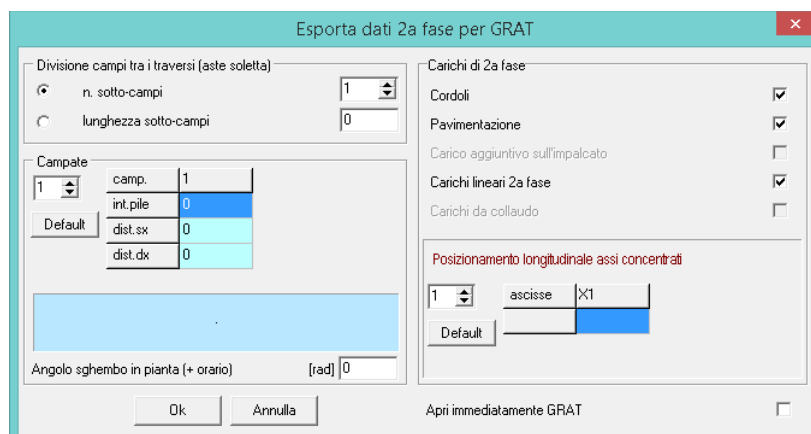 Esporta dati 2a fase per GRAT
Divisione campi tra i traversi (aste soletta)
n. sotto-campi 1
lunghezza sotto-campi 0
Campate
1
Default
camp. 1
int.pile 0
dist.sx 0
dist.dx 0
Angolo sghembo in pianta (+ orario) [rad] 0
Ok Annulla
Carichi di 2a fase
Cordoli
Pavimentazione
Carico aggiuntivo sull'impalcato
Carichi lineari 2a fase
Carichi da collaudo
Posizionamento longitudinale assi concentrati
1
Default
ascisse X1
Apri immediatamente GRAT